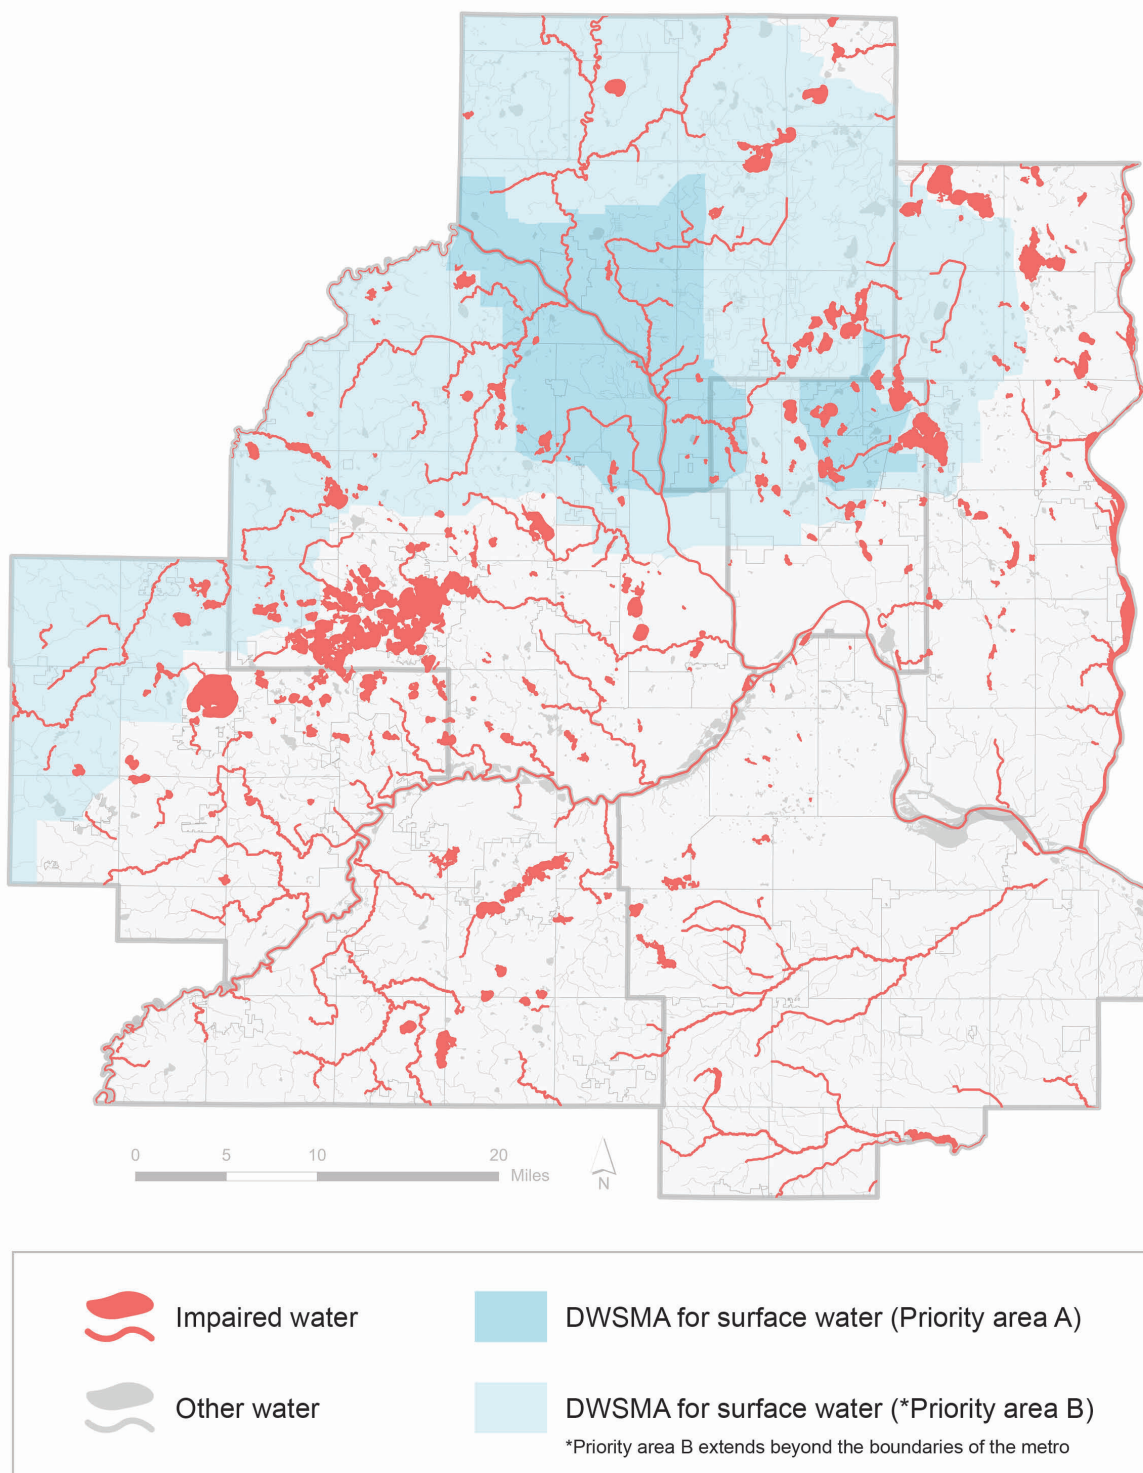 0 5 10 20
Miles
N
Impaired water
DWSMA for surface water (Priority area A)
Other water
DWSMA for surface water (*Priority area B)
*Priority area B extends beyond the boundaries of the metro